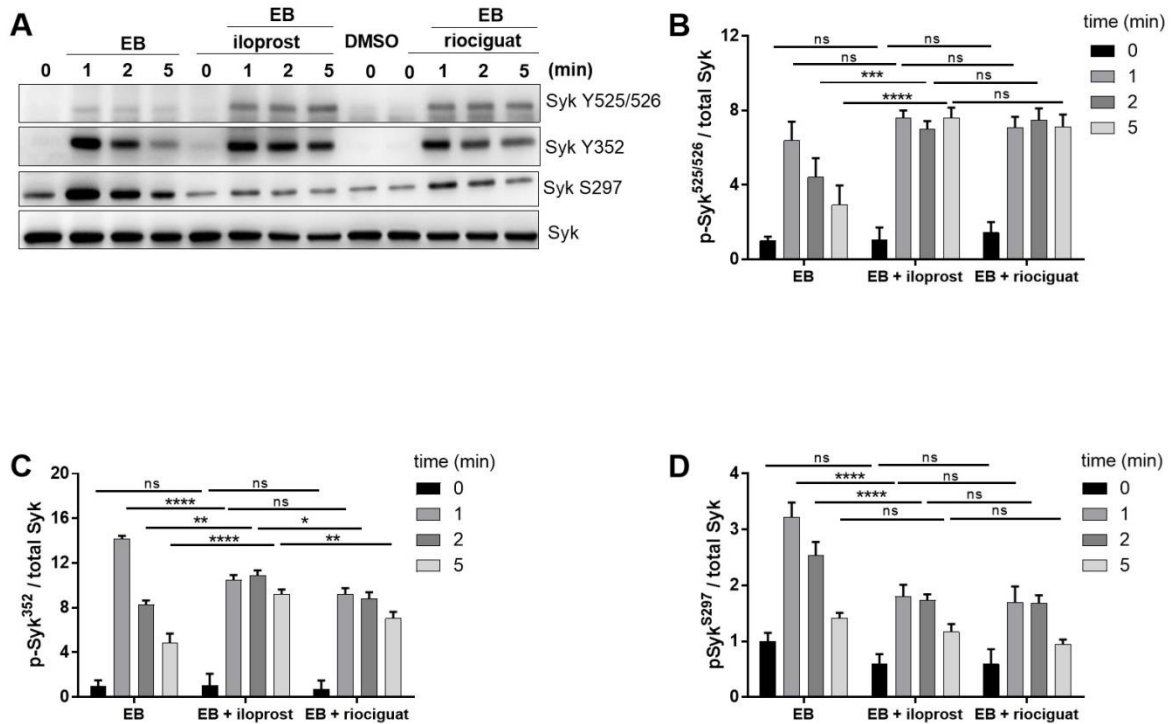 A
EB
EB
EB
iloprost
DMSO
riociguat
0 1 2 5 0 1 2 5 0 0 1 2 5 (min)
Syk Y525/526
Syk Y352
Syk S297
Syk
B
time (min)
0
1
2
5
ns ns
ns ns
*** ns
**** ns
p-Syk525/526 / total Syk
12
8
4
0
EB EB + iloprost EB + riociguat
C
time (min)
0
1
2
5
ns ns
**** ns
** *
**** **
p-Syk352 / total Syk
20
16
12
8
4
0
EB EB + iloprost EB + riociguat
D
time (min)
0
1
2
5
ns ns
**** ns
**** ns
ns ns
pSykS297 / total Syk
4
3
2
1
0
EB EB + iloprost EB + riociguat